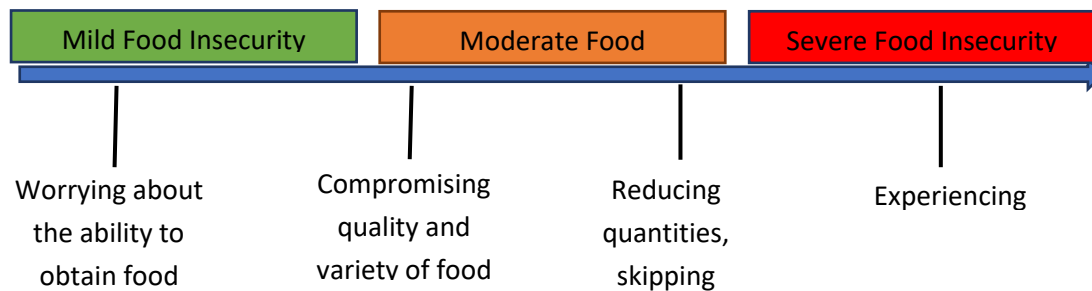 Mild Food Insecurity
Moderate Food
Severe Food Insecurity
Worrying about
the ability to
obtain food
Compromising
quality and
variety of food
Reducing
quantities,
skipping
Experiencing